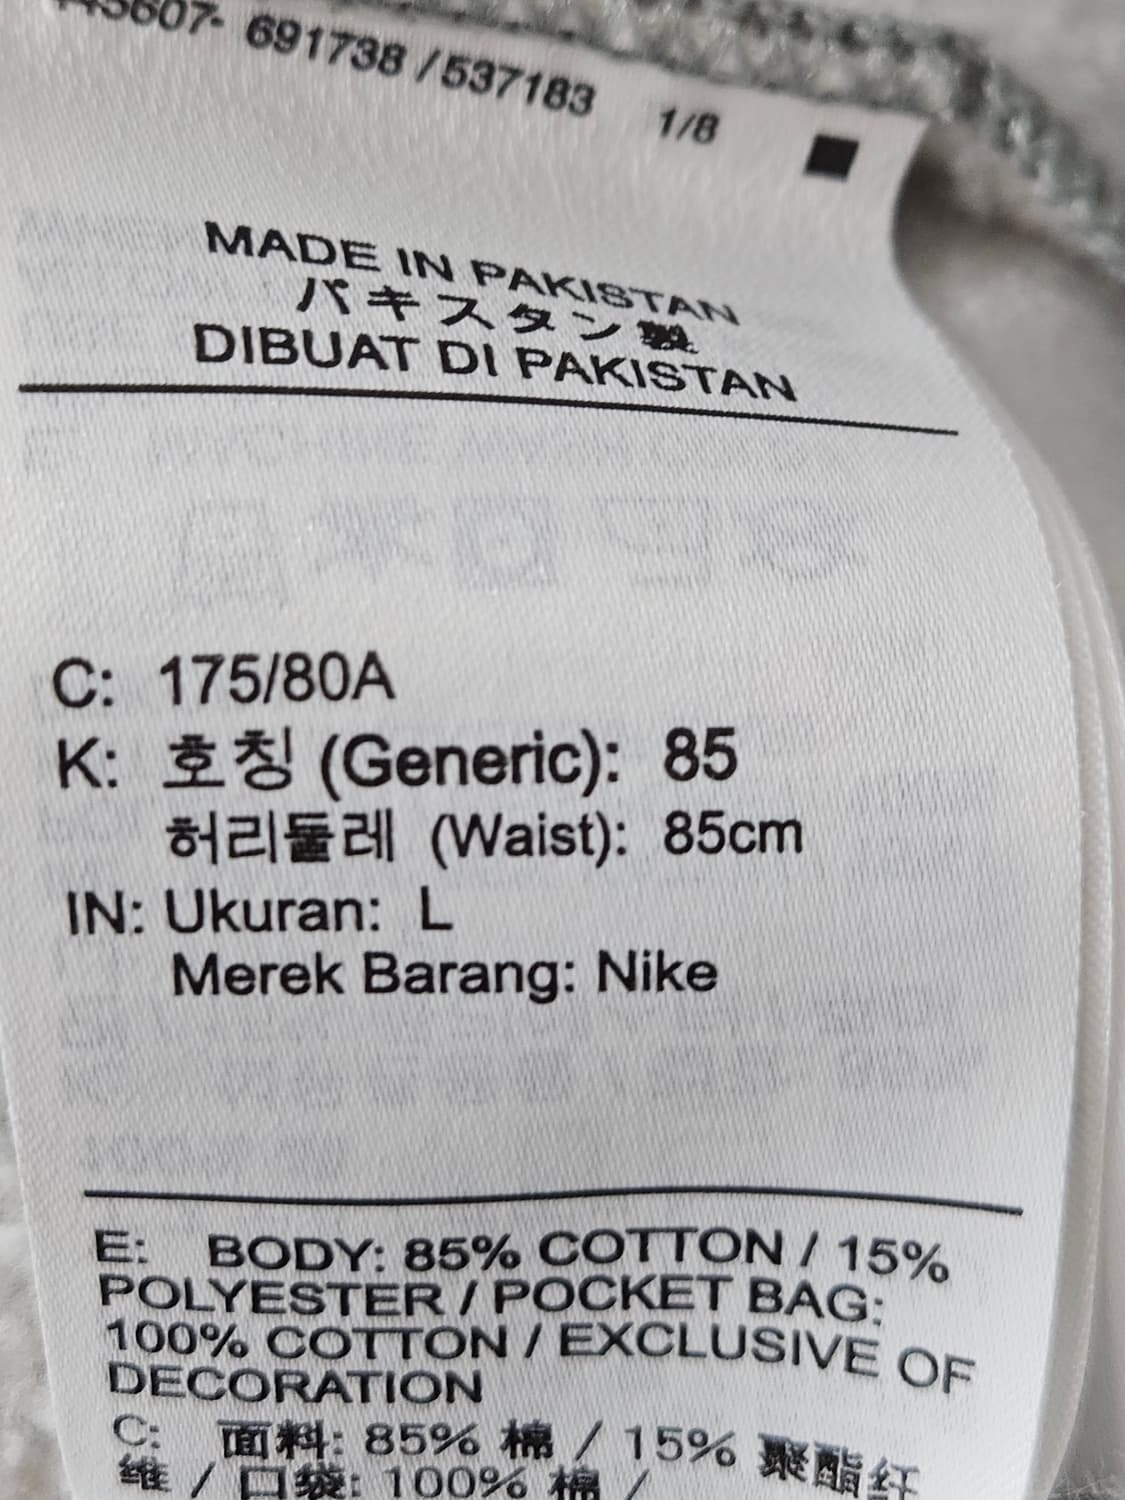 691738 / 537183 1/8
MADE IN PAKISTAN
パキスタン製
DIBUAT DI PAKISTAN
C: 175/80A
K: 호칭 (Generic): 85
허리둘레 (Waist): 85cm
IN: Ukuran: L
Merek Barang: Nike
E: BODY: 85% COTTON / 15%
POLYESTER / POCKET BAG:
100% COTTON / EXCLUSIVE OF
DECORATION
C: 面料: 85% 棉 / 15% 聚酯纤
维 / 口袋: 100% 棉 /